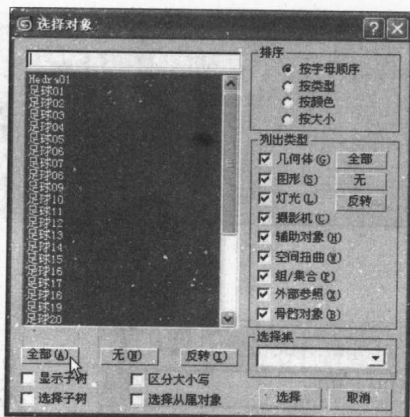 选择对象
Hedra01
足球01
足球02
足球03
足球04
足球05
足球06
足球07
足球08
足球09
足球10
足球11
足球12
足球13
足球14
足球15
足球16
足球17
足球18
足球19
足球20
排序
按字母顺序
按类型
按颜色
按大小
列出类型
几何体(G) 全部
图形(S) 无
灯光(L) 反转
摄影机(C)
辅助对象(H)
空间扭曲(W)
组/集合(P)
外部参照(X)
骨骼对象(B)
选择集
全部(A) 无(N) 反转(I)
显示子树 区分大小写
选择子树 选择从属对象
选择 取消